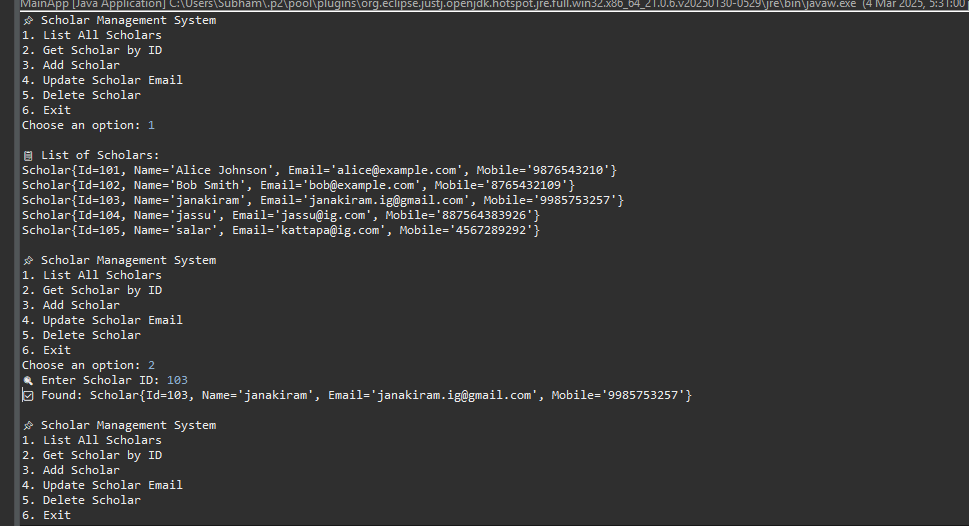 MainApp [Java Application] C:\Users\Subham\.p2\pool\plugins\org.eclipse.justj.openjdk.hotspot.jre.full.win32.x86_64_21.0.6.v20250130-0529\jre\bin\javaw.exe (4 Mar 2025, 5:31:00
Scholar Management System
1. List All Scholars
2. Get Scholar by ID
3. Add Scholar
4. Update Scholar Email
5. Delete Scholar
6. Exit
Choose an option: 1
List of Scholars:
Scholar{Id=101, Name='Alice Johnson', Email='alice@example.com', Mobile='9876543210'}
Scholar{Id=102, Name='Bob Smith', Email='bob@example.com', Mobile='8765432109'}
Scholar{Id=103, Name='janakiram', Email='janakiram.ig@gmail.com', Mobile='9985753257'}
Scholar{Id=104, Name='jassu', Email='jassu@ig.com', Mobile='887564383926'}
Scholar{Id=105, Name='salar', Email='kattapa@ig.com', Mobile='4567289292'}
Scholar Management System
1. List All Scholars
2. Get Scholar by ID
3. Add Scholar
4. Update Scholar Email
5. Delete Scholar
6. Exit
Choose an option: 2
Enter Scholar ID: 103
Found: Scholar{Id=103, Name='janakiram', Email='janakiram.ig@gmail.com', Mobile='9985753257'}
Scholar Management System
1. List All Scholars
2. Get Scholar by ID
3. Add Scholar
4. Update Scholar Email
5. Delete Scholar
6. Exit